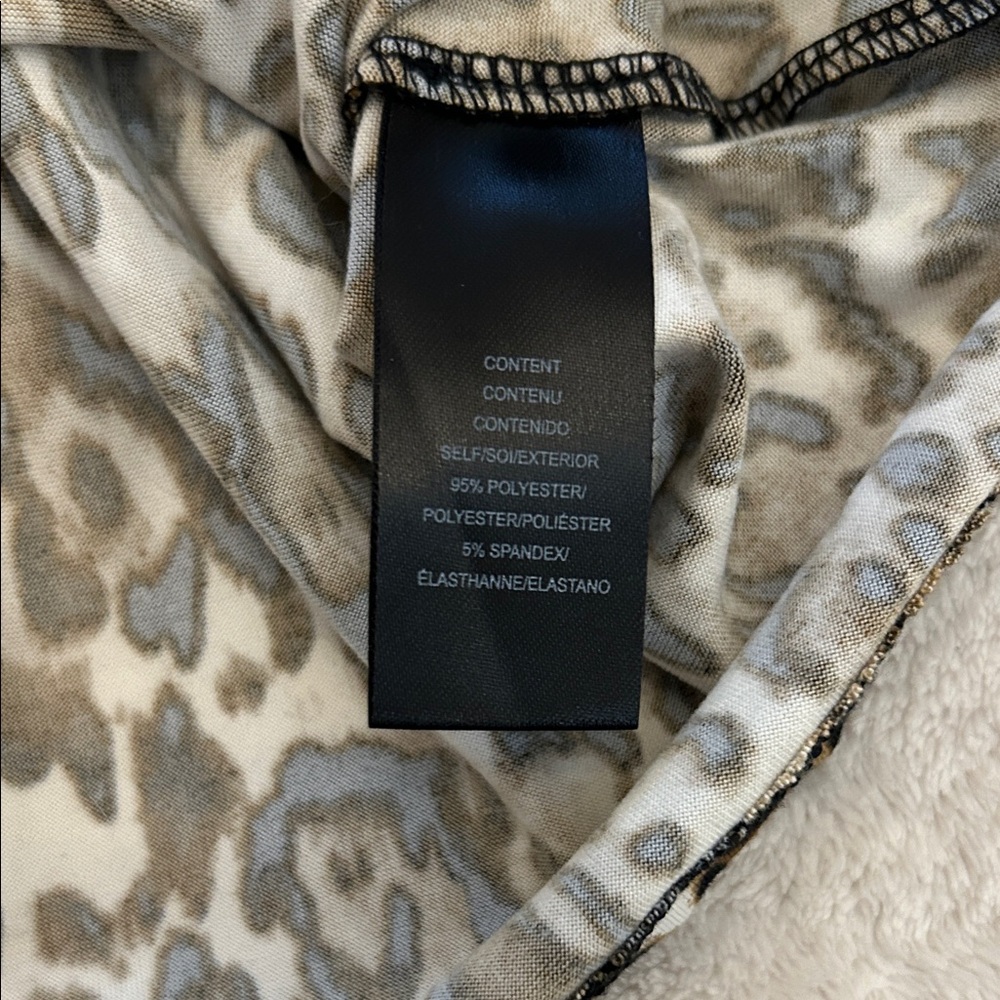 CONTENT
CONTENU
CONTENIDO
SELF/SOI/EXTERIOR
95% POLYESTER/
POLYESTER/POLIÉSTER
5% SPANDEX/
ÉLASTHANNE/ELASTANO